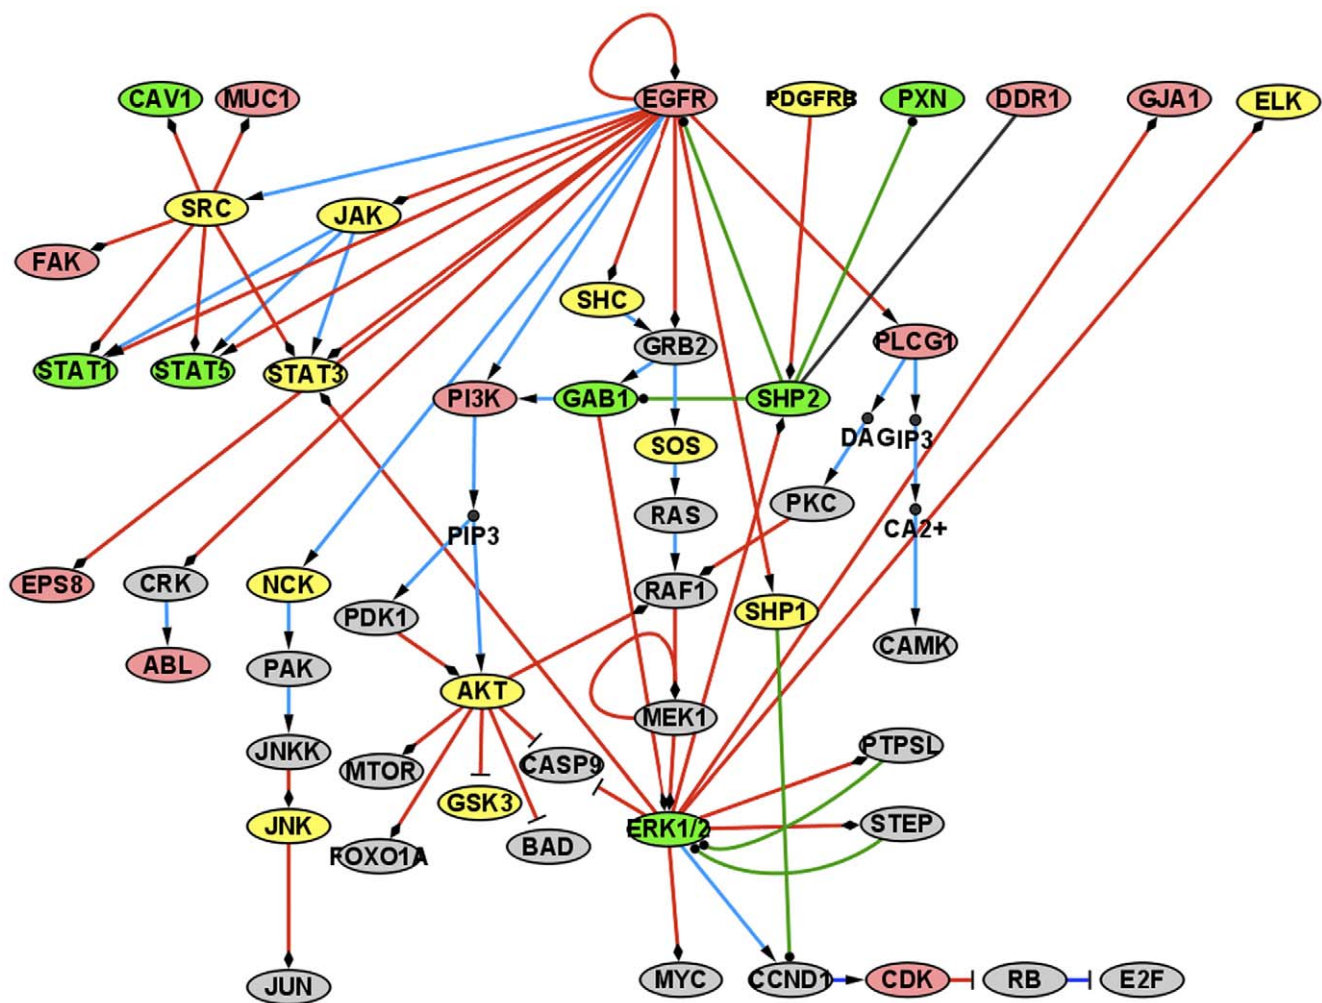 CAV1 MUC1 EGFR PDGFRB PXN DDR1 GJA1 ELK
SRC JAK
FAK
SHC
GRB2 PLCG1
STAT1 STAT5 STAT3
PI3K GAB1 SHP2
DAG IP3
SOS
PKC
RAS
PIP3 CA2+
EPS8 CRK NCK RAF1
PDK1 SHP1
CAMK
ABL PAK
AKT
MEK1
JNKK PTPSL
MTOR CASP9
GSK3
JNK ERK1/2 STEP
FOXO1A BAD
JUN MYC CCND1 CDK RB E2F